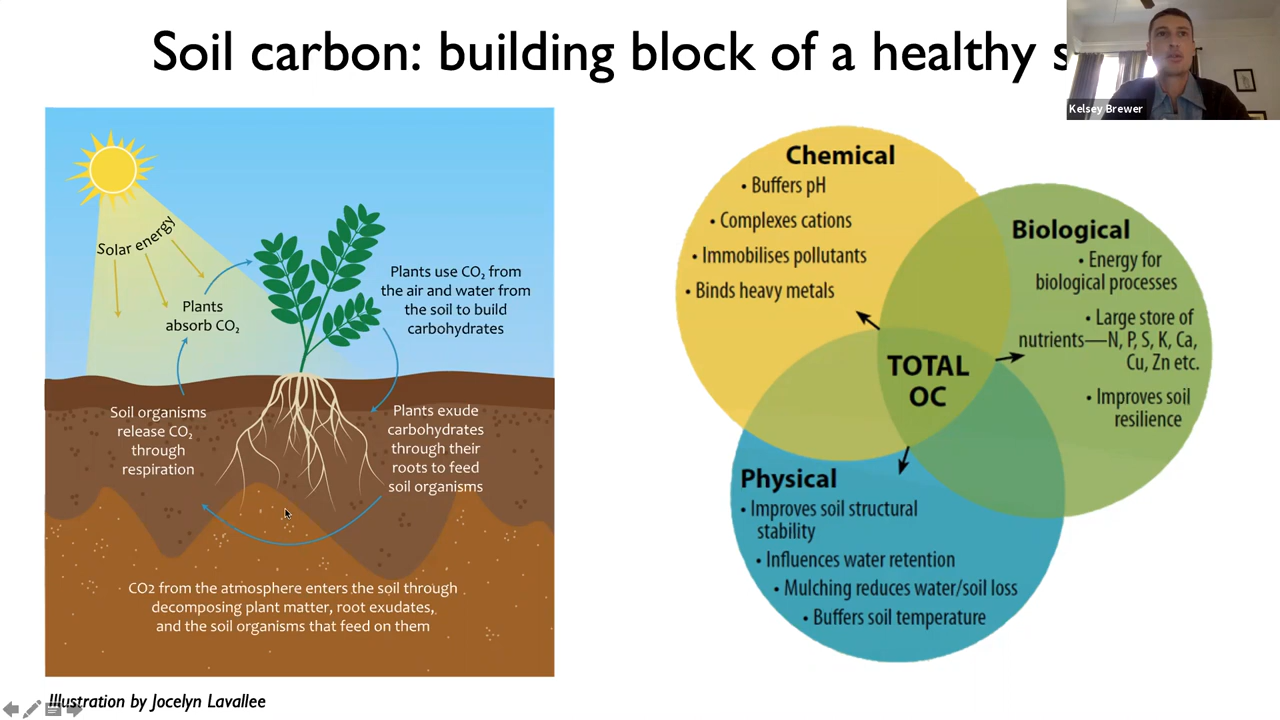 Soil carbon: building block of a healthy
Kelsey Brewer
Solar energy
Plants
absorb CO₂
Plants use CO₂ from
the air and water from
the soil to build
carbohydrates
Soil organisms
release CO₂
through
respiration
Plants exude
carbohydrates
through their
roots to feed
soil organisms
CO2 from the atmosphere enters the soil through
decomposing plant matter, root exudates,
and the soil organisms that feed on them
Illustration by Jocelyn Lavallee
Chemical
• Buffers pH
• Complexes cations
• Immobilises pollutants
• Binds heavy metals
Biological
• Energy for
biological processes
• Large store of
nutrients—N, P, S, K, Ca,
Cu, Zn etc.
• Improves soil
resilience
TOTAL
OC
Physical
• Improves soil structural
stability
• Influences water retention
• Mulching reduces water/soil loss
• Buffers soil temperature